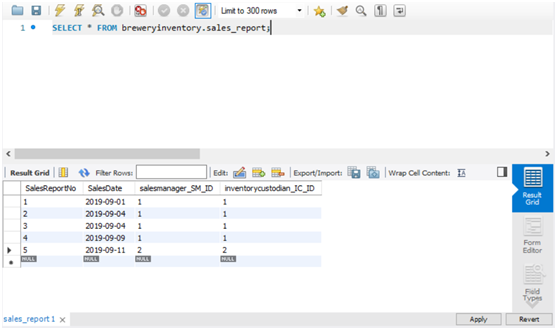 Limit to 300 rows
1 SELECT * FROM breweryinventory.sales_report;
Result Grid Filter Rows: Edit: Export/Import: Wrap Cell Content: IA
SalesReportNo SalesDate salesmanager_SM_ID inventorycustodian_IC_ID
1 2019-09-01 1 1
2 2019-09-04 1 1
3 2019-09-04 1 1
4 2019-09-09 1 1
5 2019-09-11 2 2
NULL NULL NULL NULL
Result
Grid
Form
Editor
Field
Types
sales_report 1 Apply Revert